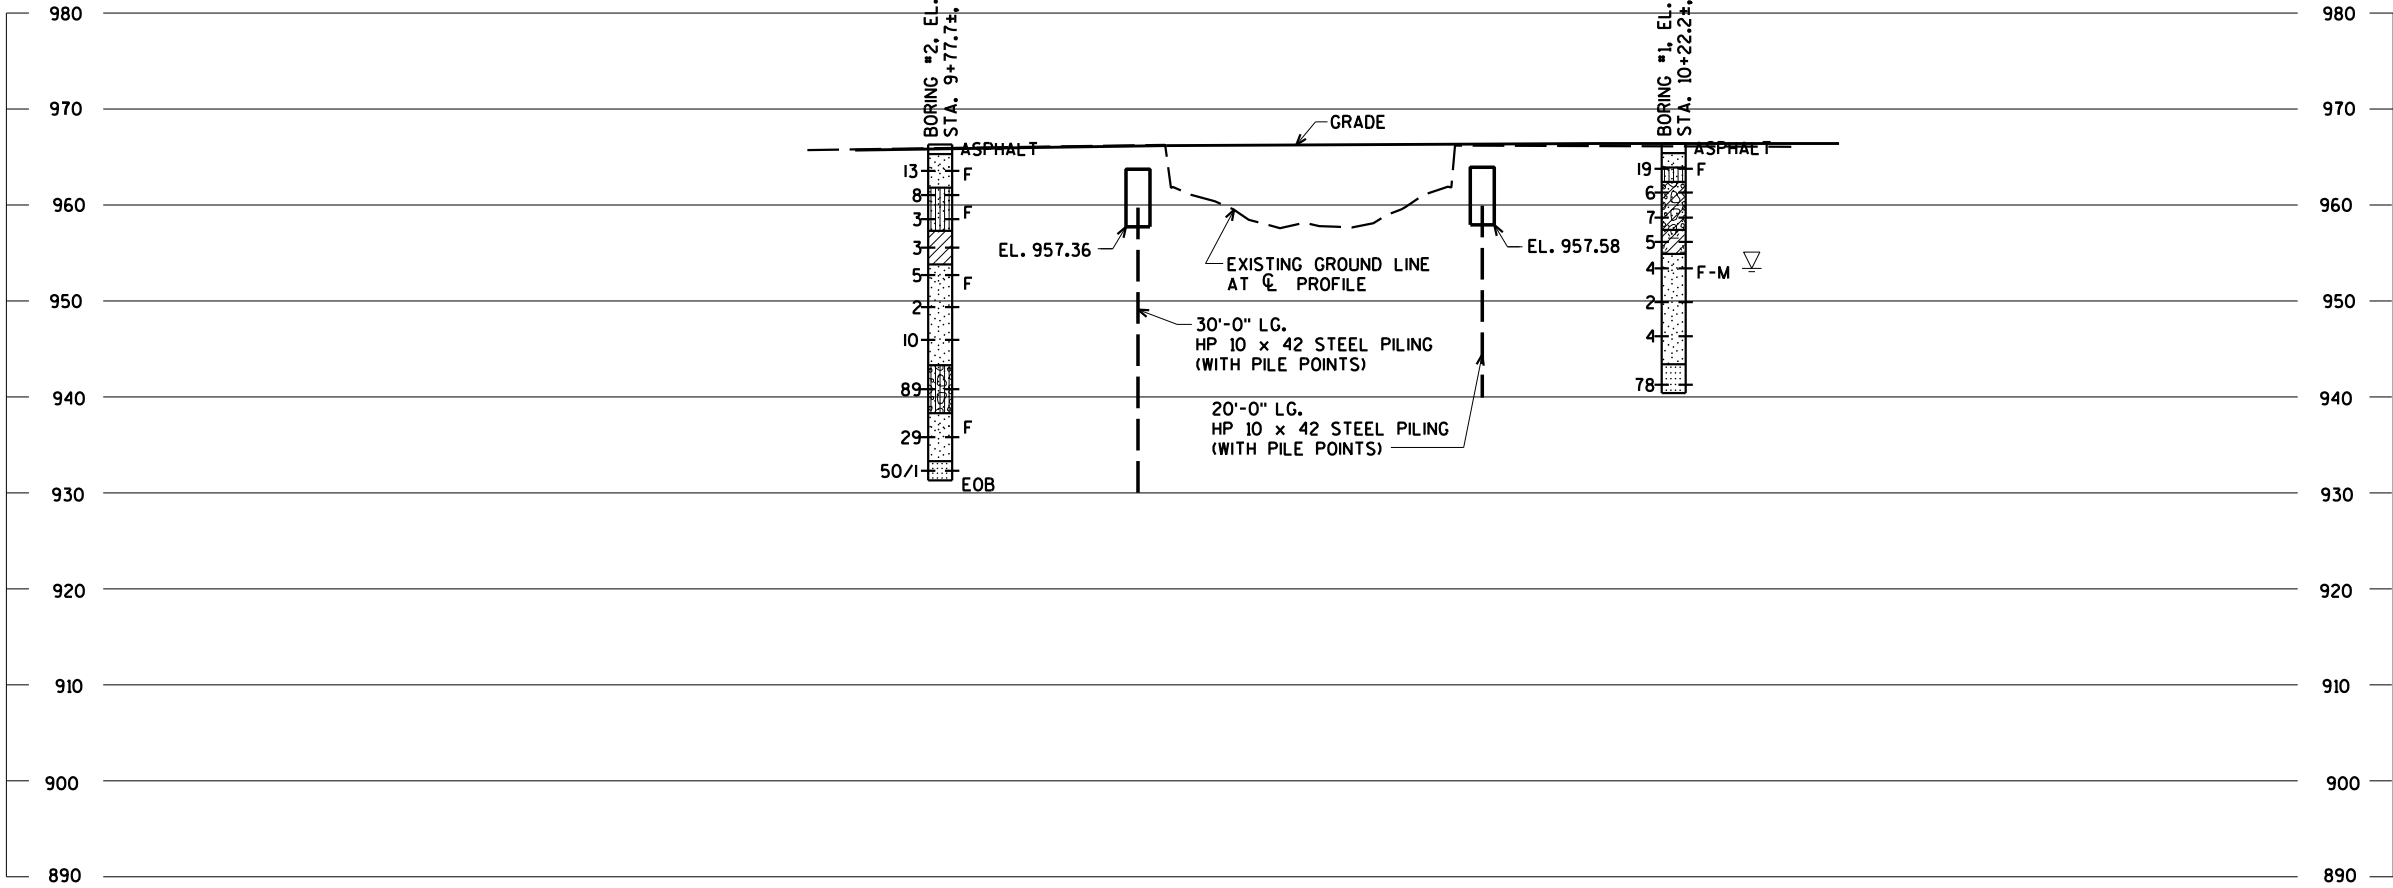 980
980
BORING #2, EL.
STA. 9+77.7±,
BORING #1, EL.
STA. 10+22.2±,
970
970
GRADE
ASPHALT
ASPHALT
13
F
19
F
8
6
960
3
F
7
960
EL. 957.36
3
EL. 957.58
5
EXISTING GROUND LINE
AT ℄ PROFILE
5
F
4
F-M
950
2
2
950
30'-0" LG.
HP 10 x 42 STEEL PILING
(WITH PILE POINTS)
10
4
89
78
940
940
20'-0" LG.
HP 10 x 42 STEEL PILING
(WITH PILE POINTS)
29
F
50/1
EOB
930
930
920
920
910
910
900
900
890
890